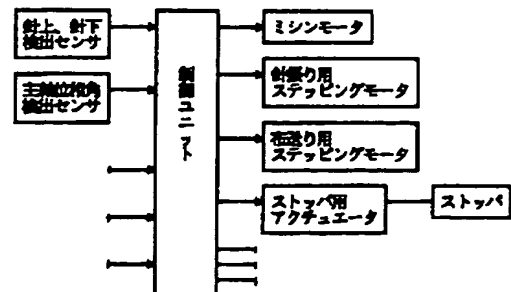 針上、針下
検出センサ
主軸位相角
検出センサ
制御ユニット
ミシンモータ
針振り用
ステッピングモータ
布送り用
ステッピングモータ
ストッパ用
アクチュエータ
ストッパ